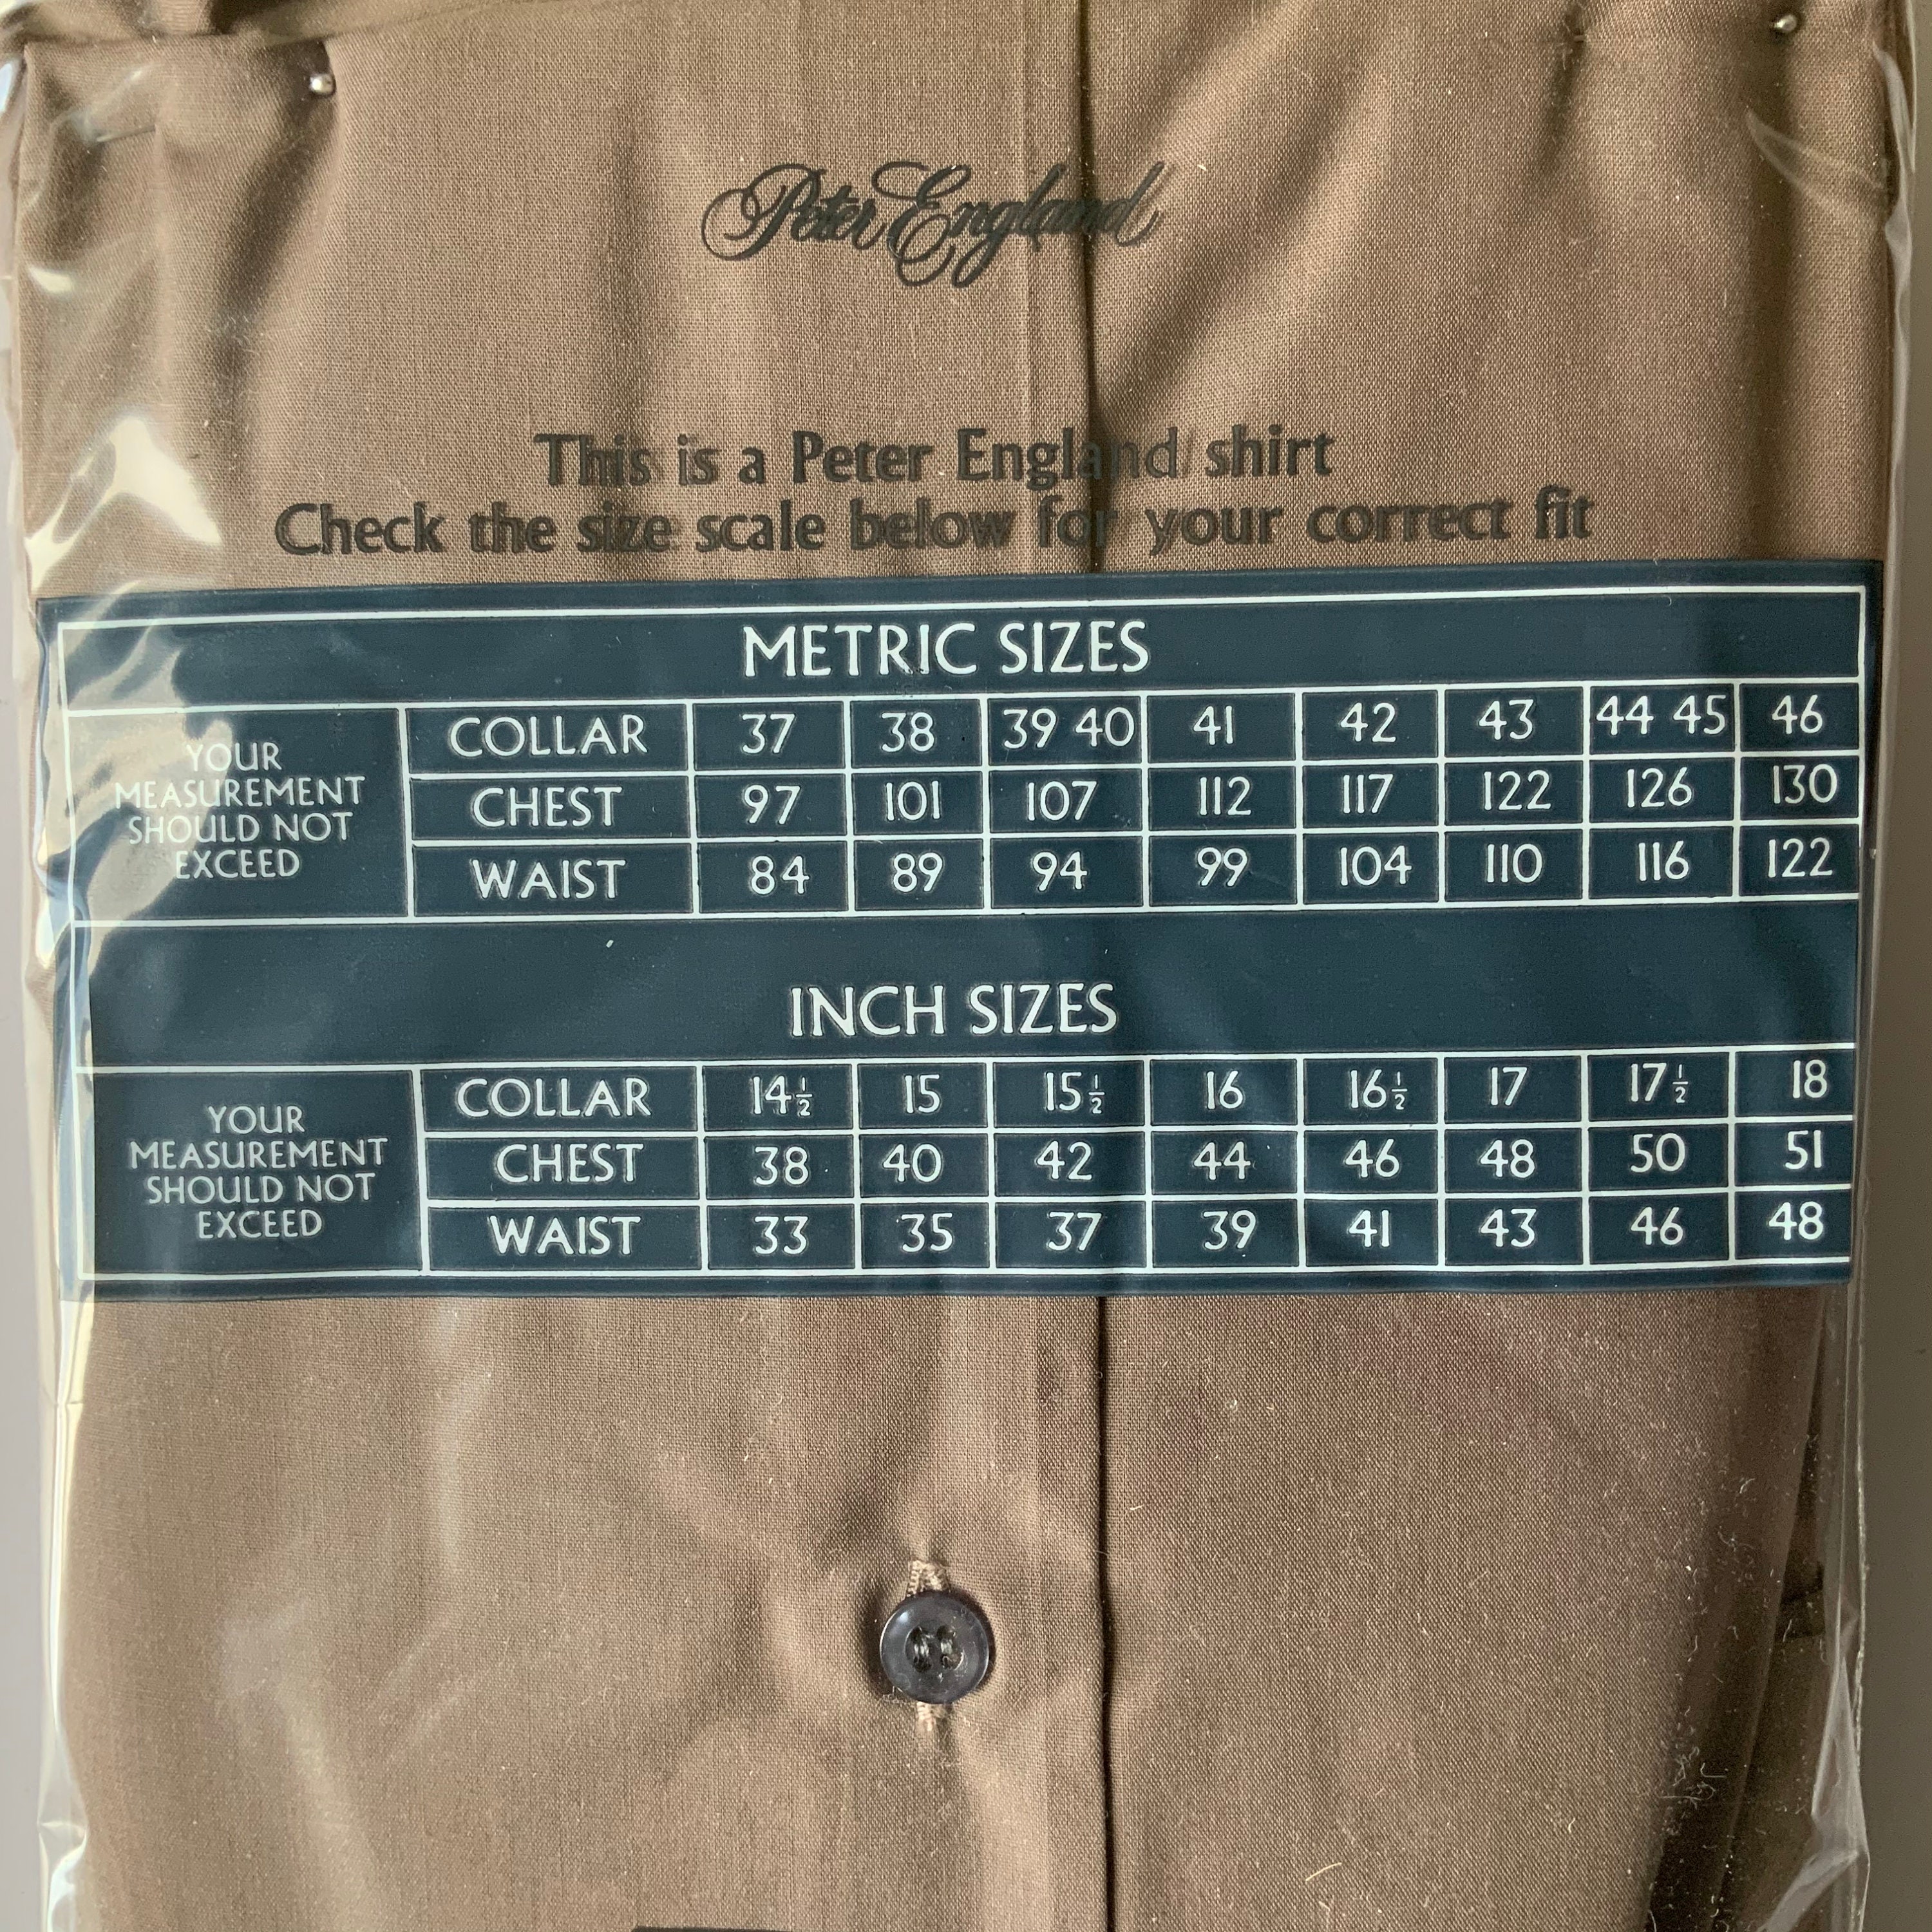 Peter England
This is a Peter England shirt
Check the size scale below for your correct fit
METRIC SIZES
YOUR MEASUREMENT SHOULD NOT EXCEED
COLLAR 37 38 39 40 41 42 43 44 45 46
CHEST 97 101 107 112 117 122 126 130
WAIST 84 89 94 99 104 110 116 122
INCH SIZES
YOUR MEASUREMENT SHOULD NOT EXCEED
COLLAR 14½ 15 15½ 16 16½ 17 17½ 18
CHEST 38 40 42 44 46 48 50 51
WAIST 33 35 37 39 41 43 46 48